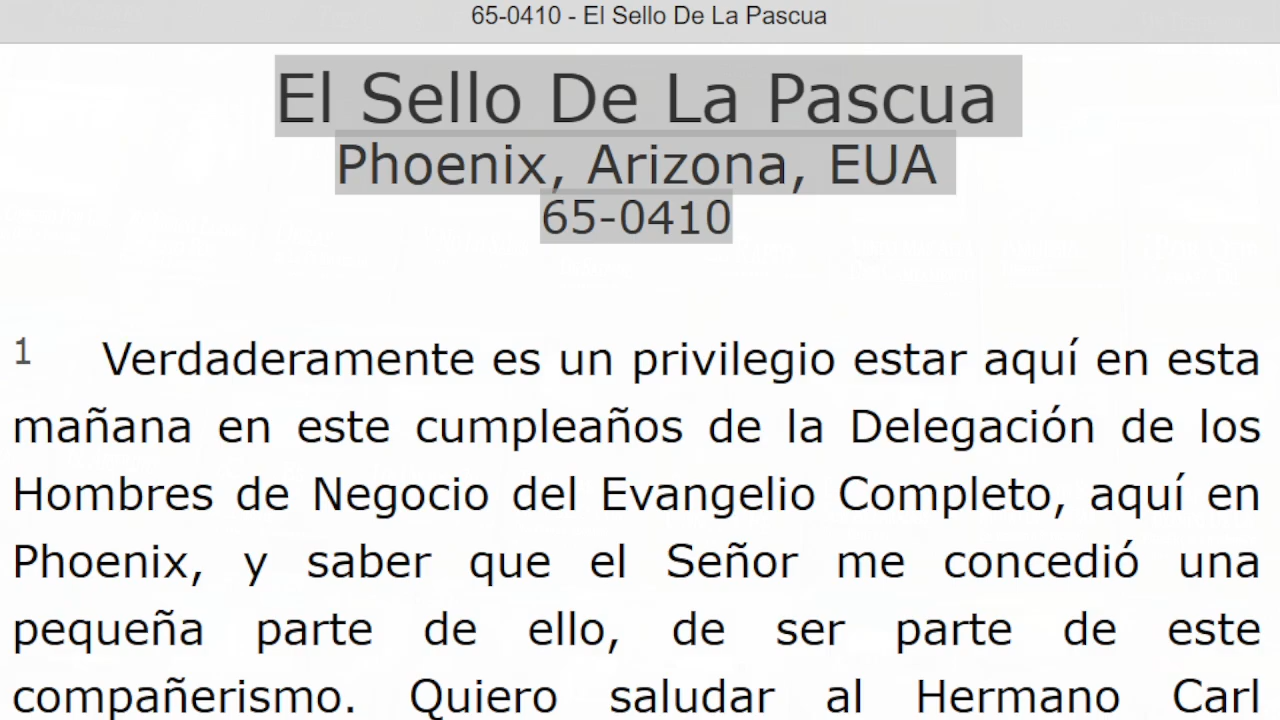 65-0410 - El Sello De La Pascua
El Sello De La Pascua
Phoenix, Arizona, EUA
65-0410
1 Verdaderamente es un privilegio estar aquí en esta
mañana en este cumpleaños de la Delegación de los
Hombres de Negocio del Evangelio Completo, aquí en
Phoenix, y saber que el Señor me concedió una
pequeña parte de ello, de ser parte de este
compañerismo. Quiero saludar al Hermano Carl